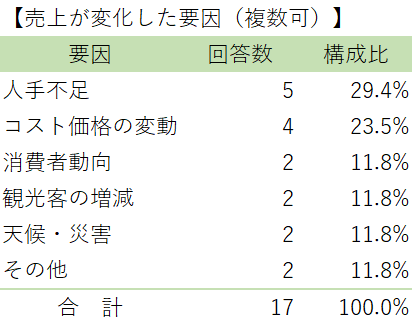 【売上が変化した要因（複数可）】
要因 回答数 構成比
人手不足 5 29.4%
コスト価格の変動 4 23.5%
消費者動向 2 11.8%
観光客の増減 2 11.8%
天候・災害 2 11.8%
その他 2 11.8%
合　計 17 100.0%